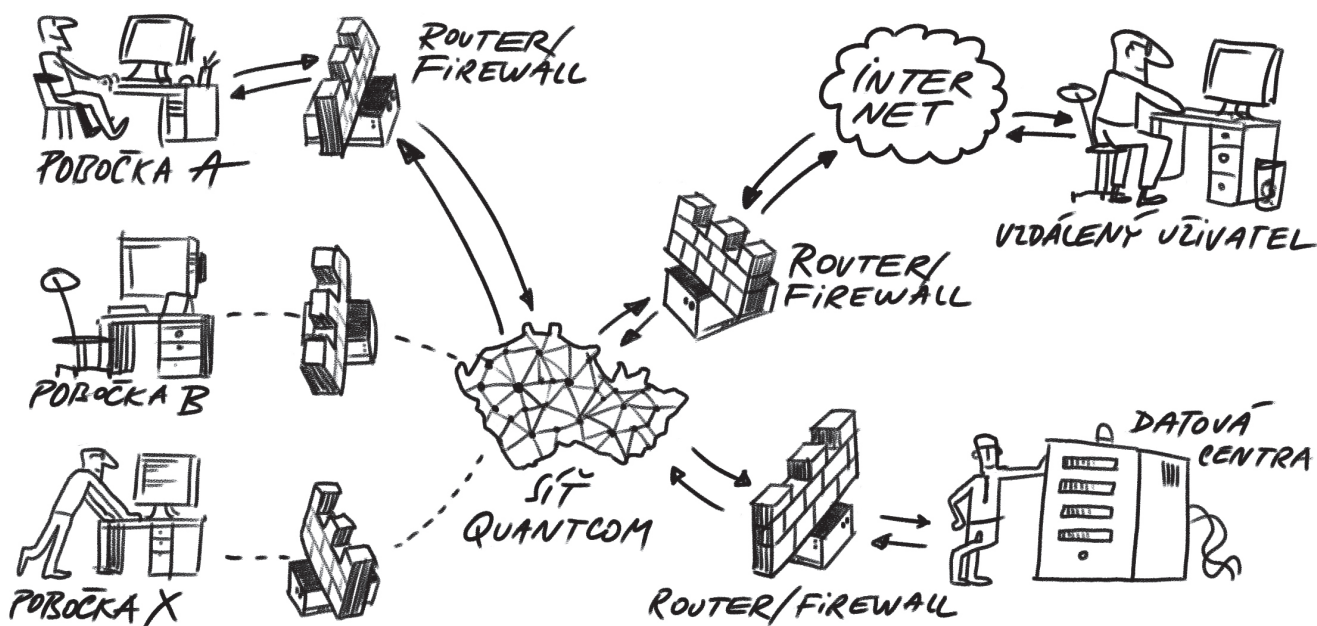 ROUTER/
FIREWALL
POBOČKA A
INTER
NET
VZDÁLENÝ UŽIVATEL
ROUTER/
FIREWALL
POBOČKA B
DATOVÁ
CENTRA
SÍŤ
QUANTCOM
POBOČKA X
ROUTER/FIREWALL